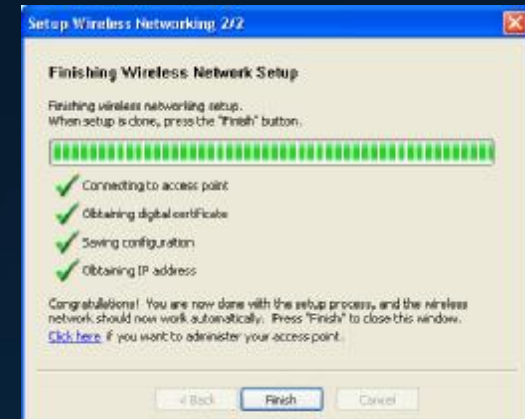 Setup Wireless Networking 2/2
Finishing Wireless Network Setup
Finishing wireless networking setup.
When setup is done, press the "Finish" button.
Connecting to access point
Obtaining digital certificate
Saving configuration
Obtaining IP address
Congratulations! You are now done with the setup process, and the wireless
network should now work automatically. Press "Finish" to close this window.
Click here if you want to administer your access point.
< Back Finish Cancel